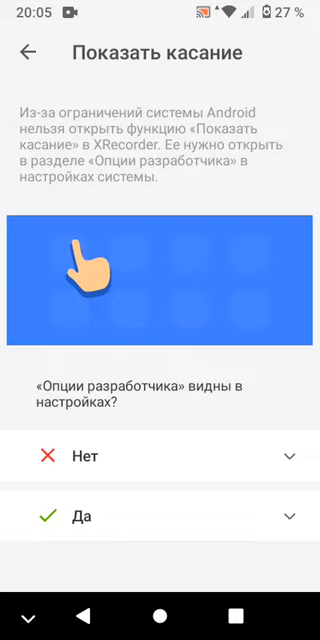 20:05
27 %
Показать касание
Из-за ограничений системы Android
нельзя открыть функцию «Показать
касание» в XRecorder. Ее нужно открыть
в разделе «Опции разработчика» в
настройках системы.
«Опции разработчика» видны в
настройках?
Нет
Да